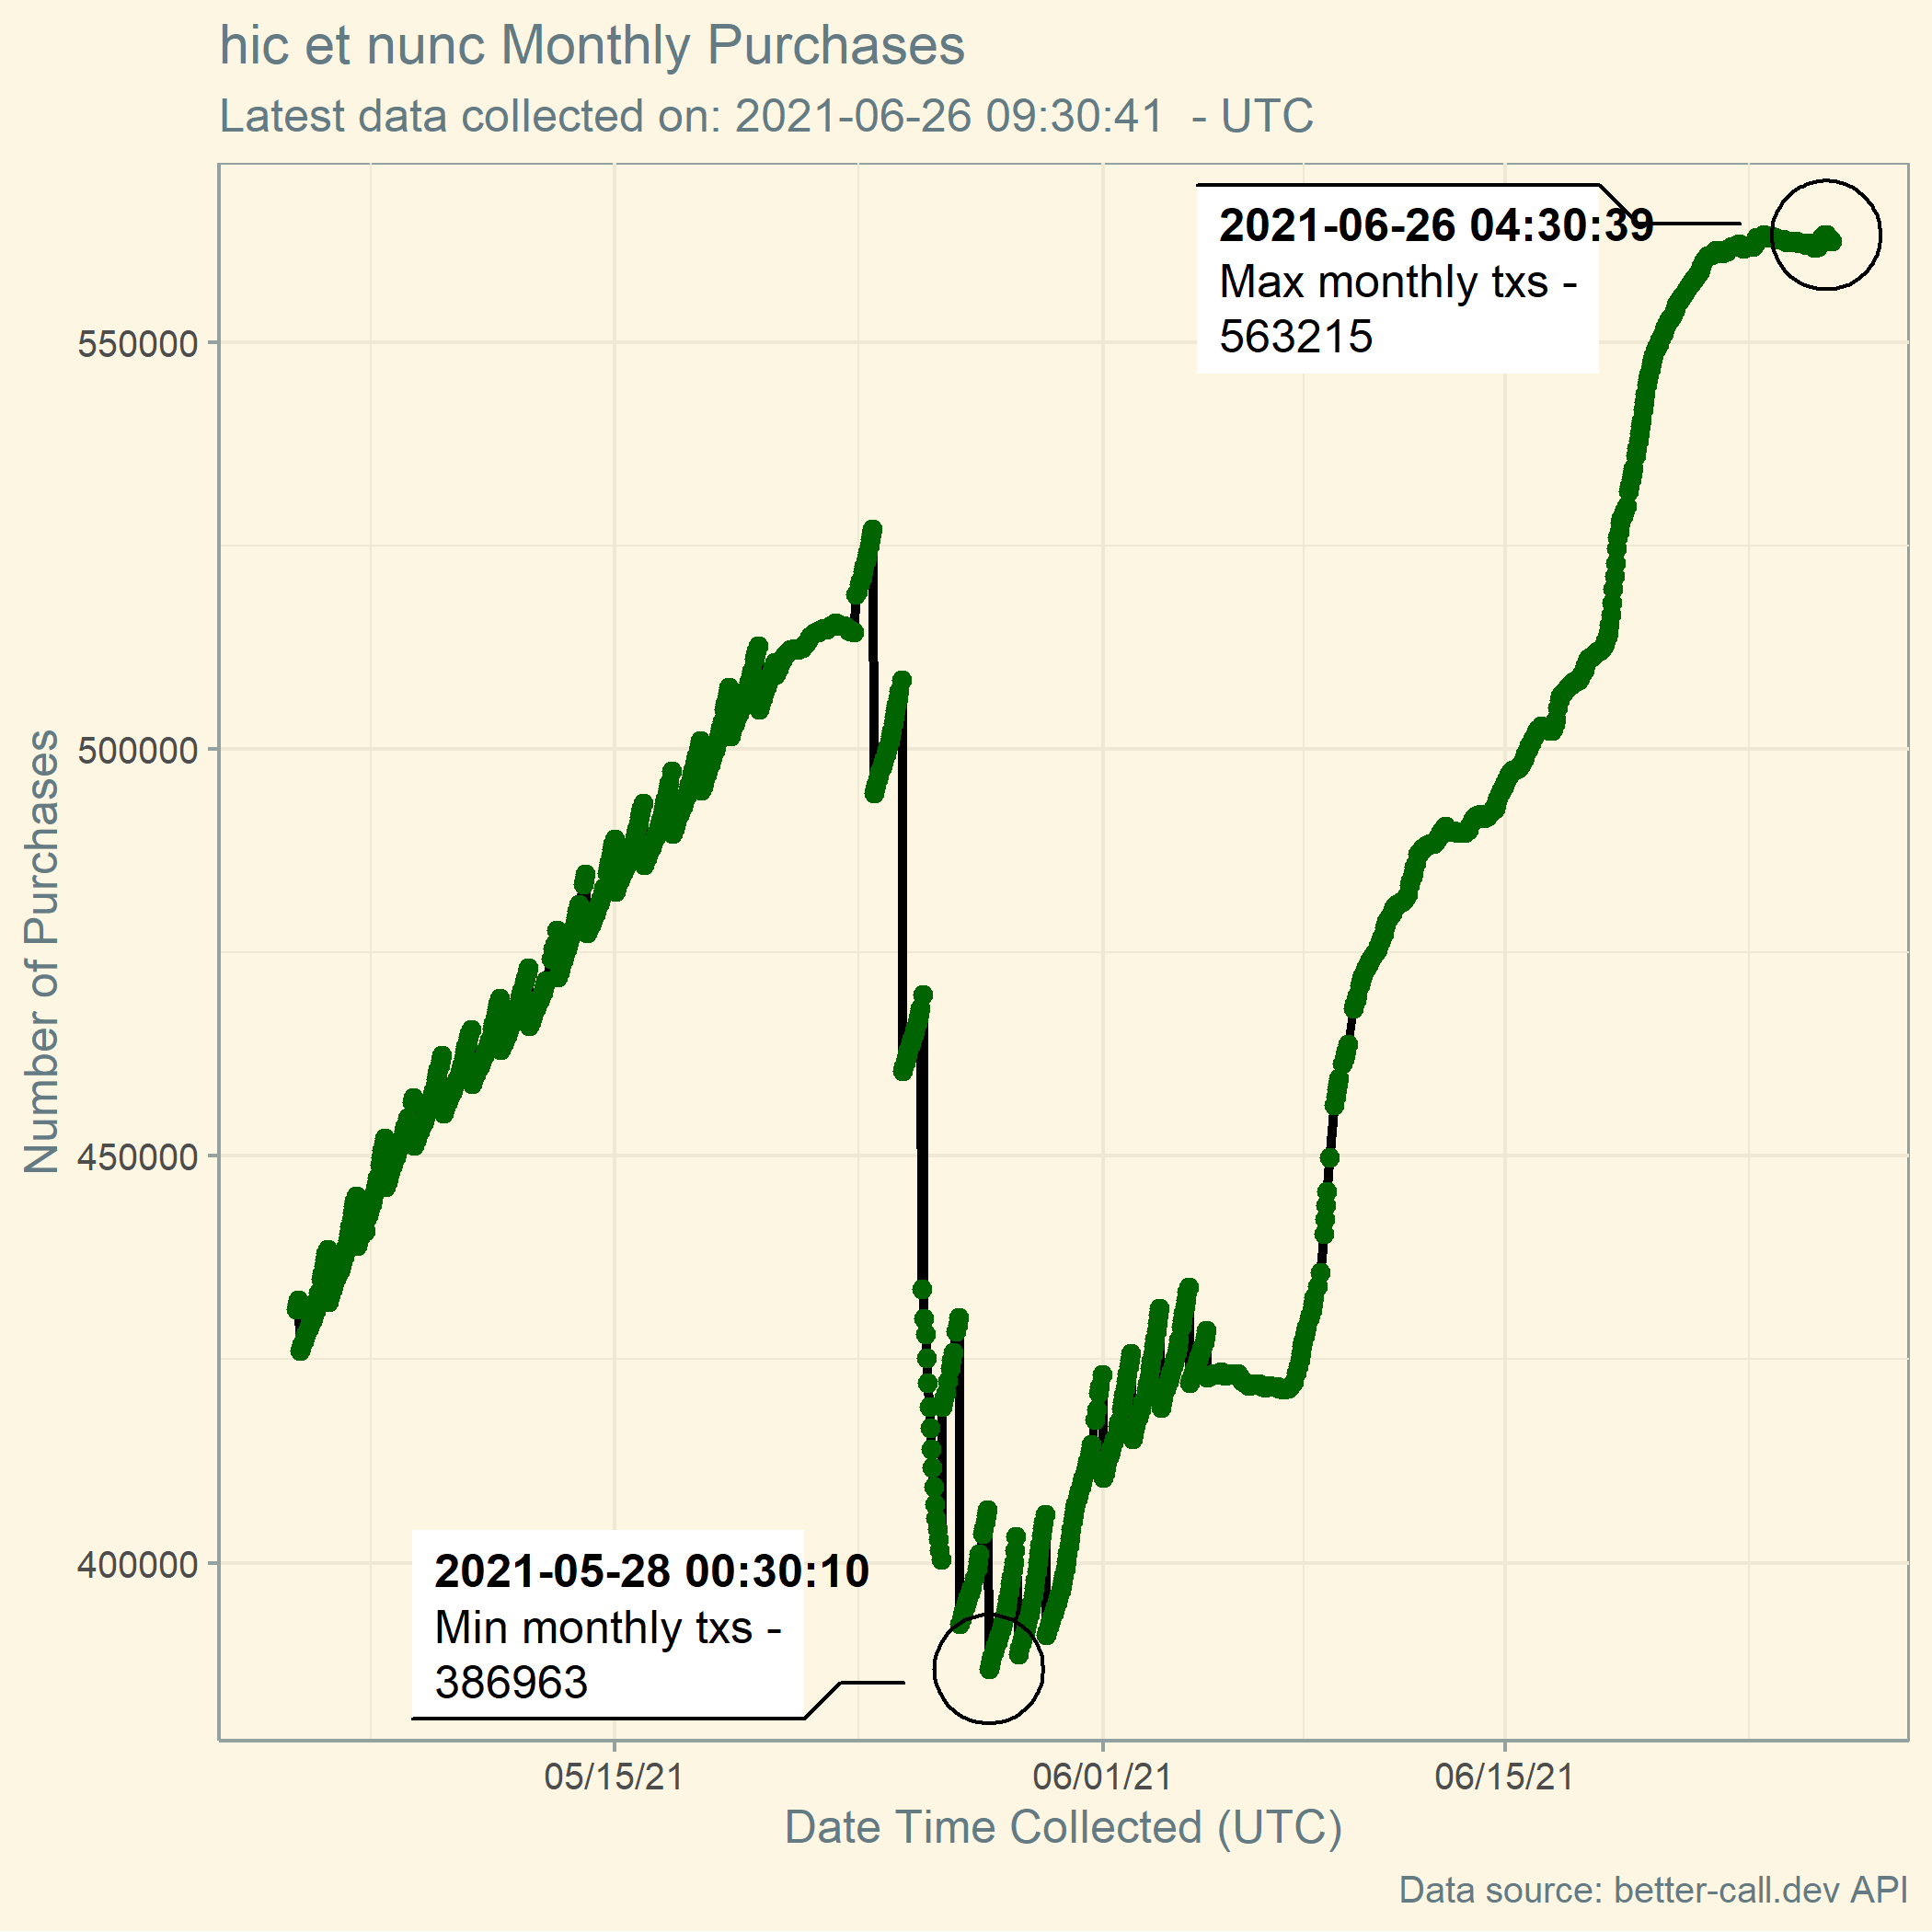 hic et nunc Monthly Purchases
Latest data collected on: 2021-06-26 09:30:41  - UTC
2021-06-26 04:30:39
Max monthly txs -
563215
550000
500000
450000
400000
Number of Purchases
2021-05-28 00:30:10
Min monthly txs -
386963
05/15/21
06/01/21
06/15/21
Date Time Collected (UTC)
Data source: better-call.dev API